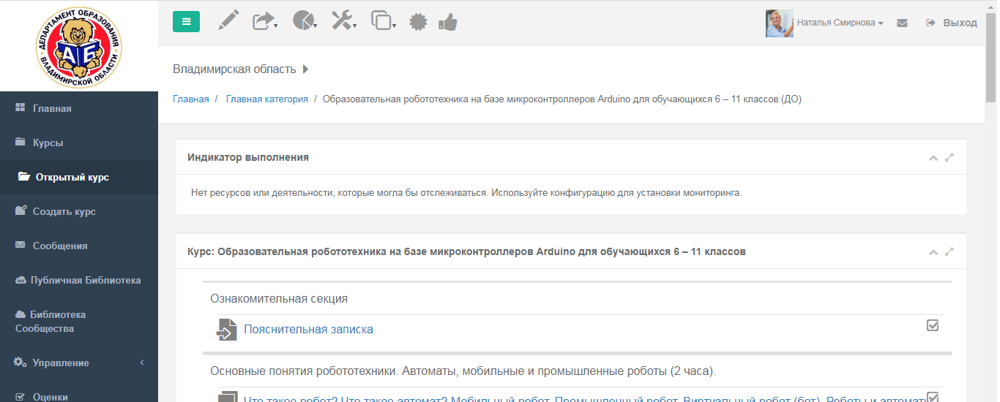 ДЕПАРТАМЕНТ ОБРАЗОВАНИЯ
ВЛАДИМИРСКОЙ ОБЛАСТИ
А Б
Наталья Смирнова
Выход
Владимирская область
Главная / Главная категория / Образовательная робототехника на базе микроконтроллеров Arduino для обучающихся 6 – 11 классов (ДО)
Главная
Курсы
Открытый курс
Создать курс
Сообщения
Публичная Библиотека
Библиотека
Сообщества
Управление
Оценки
Индикатор выполнения
Нет ресурсов или деятельности, которые могла бы отслеживаться. Используйте конфигурацию для установки мониторинга.
Курс: Образовательная робототехника на базе микроконтроллеров Arduino для обучающихся 6 – 11 классов
Ознакомительная секция
Пояснительная записка
Основные понятия робототехники. Автоматы, мобильные и промышленные роботы (2 часа).
Что такое робот? Что такое автомат? Мобильный робот. Промышленный робот. Виртуальный робот (бот). Роботы и